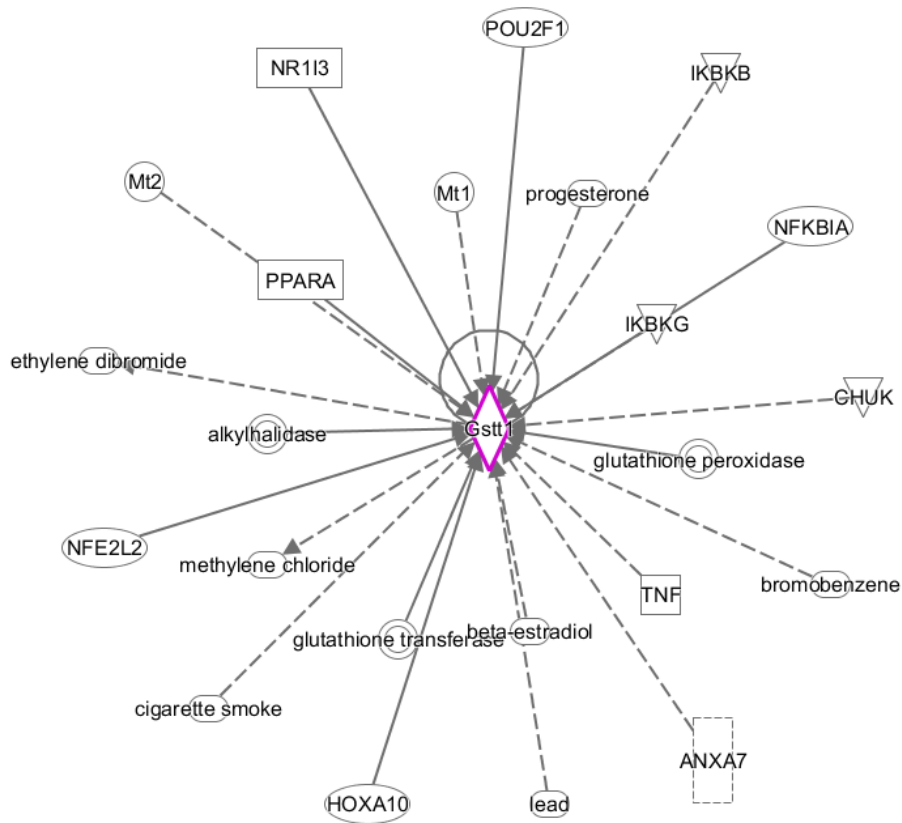 POU2F1
NR1I3
IKBKB
Mt2
Mt1
progesterone
NFKBIA
PPARA
IKBKG
ethylene dibromide
CHUK
Gstt1
alkylhalidase
glutathione peroxidase
NFE2L2
methylene chloride
bromobenzene
TNF
glutathione transferase
beta-estradiol
cigarette smoke
ANXA7
HOXA10
lead